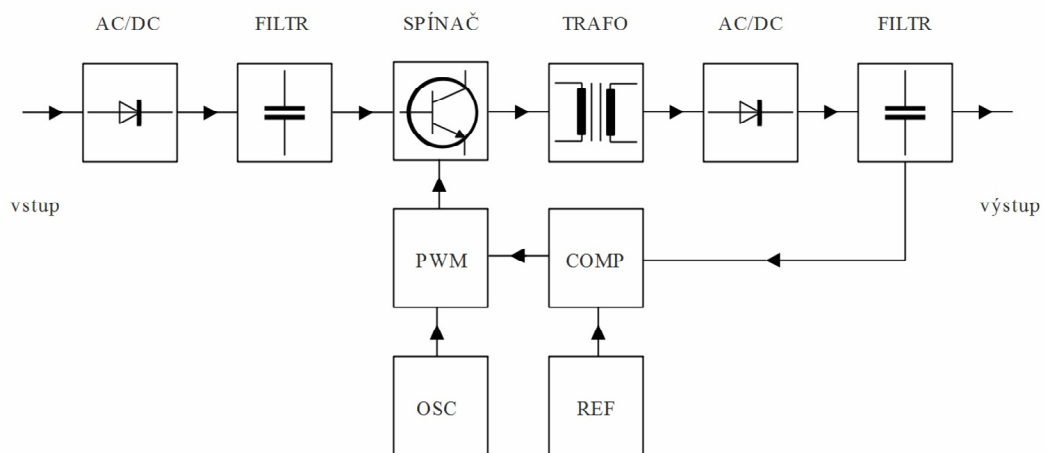 AC/DC FILTR SPÍNAČ TRAFO AC/DC FILTR
vstup výstup
PWM COMP
OSC REF